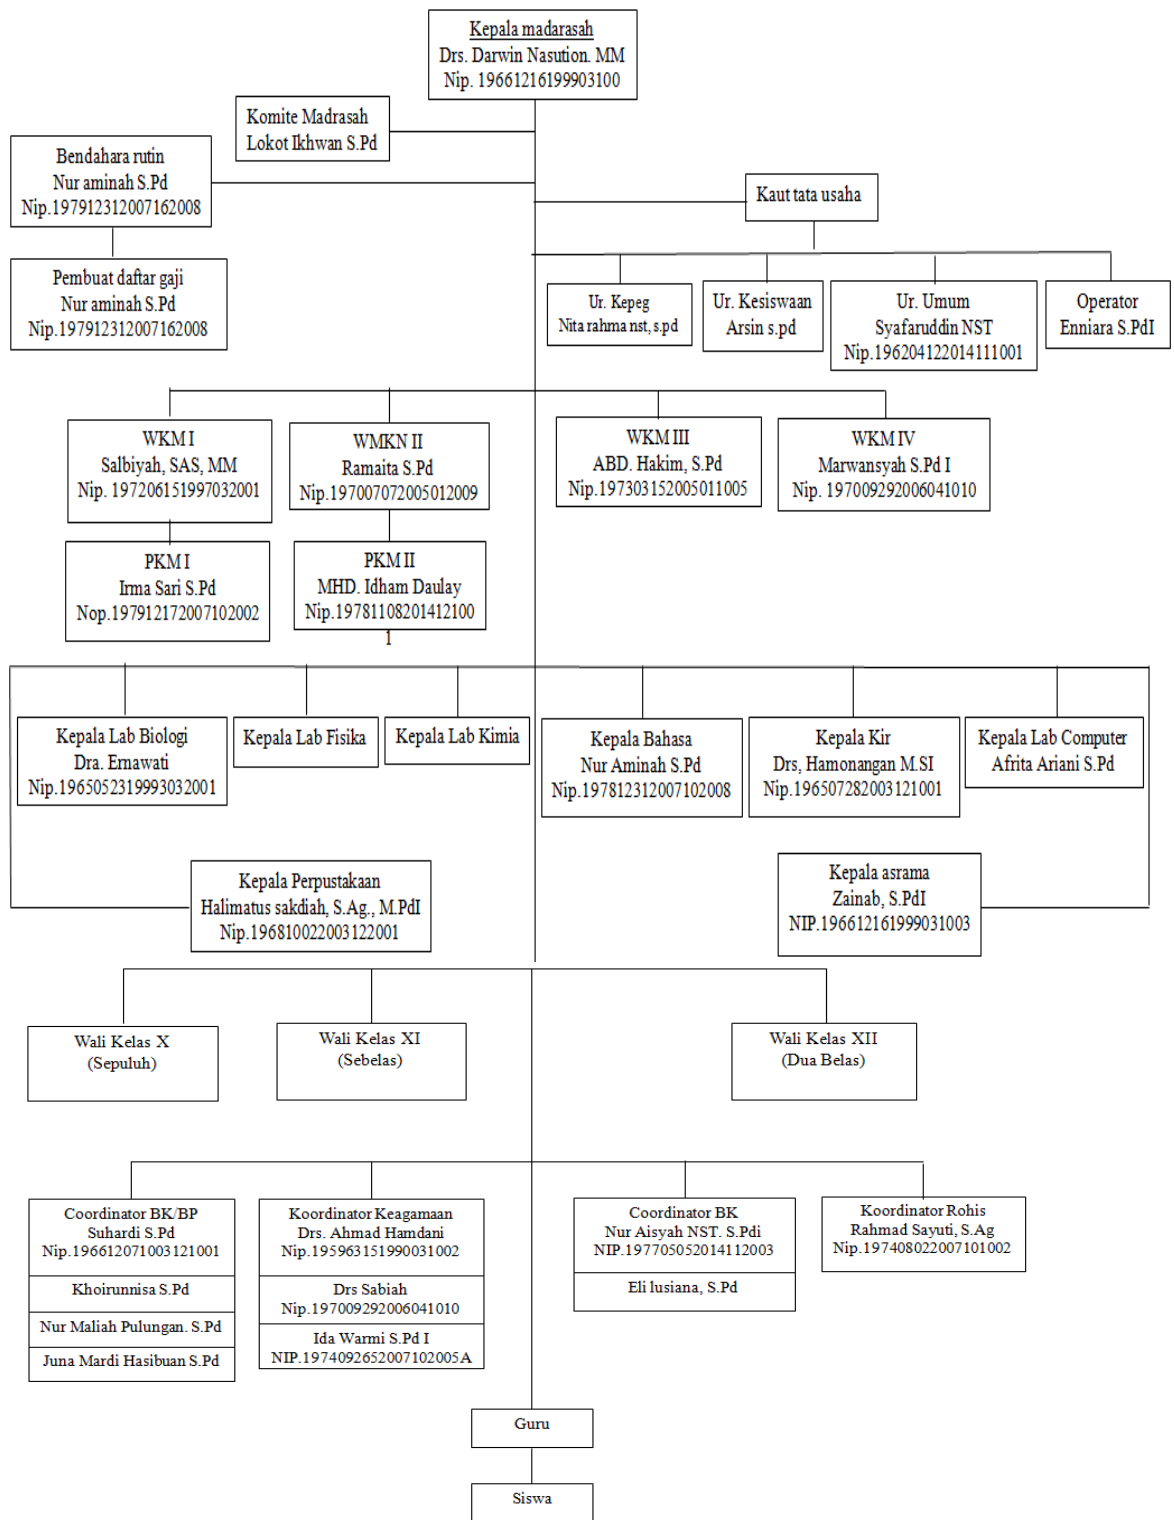 Kepala madarasah
Drs. Darwin Nasution. MM
Nip. 19661216199903100
Komite Madrasah
Lokot Ikhwan S.Pd
Bendahara rutin
Nur aminah S.Pd
Nip.197912312007162008
Kaut tata usaha
Pembuat daftar gaji
Nur aminah S.Pd
Nip.197912312007162008
Ur. Kepeg
Nita rahma nst, s.pd
Ur. Kesiswaan
Arsin s.pd
Ur. Umum
Syafaruddin NST
Nip.196204122014111001
Operator
Enniara S.PdI
WKM I
Salbiyah, SAS, MM
Nip. 197206151997032001
WMKN II
Ramaita S.Pd
Nip.197007072005012009
WKM III
ABD. Hakim, S.Pd
Nip.197303152005011005
WKM IV
Marwansyah S.Pd I
Nip. 197009292006041010
PKM I
Irma Sari S.Pd
Nop.197912172007102002
PKM II
MHD. Idham Daulay
Nip.19781108201412100
1
Kepala Lab Biologi
Dra. Ernawati
Nip.1965052319993032001
Kepala Lab Fisika
Kepala Lab Kimia
Kepala Bahasa
Nur Aminah S.Pd
Nip.197812312007102008
Kepala Kir
Drs, Hamonangan M.SI
Nip.196507282003121001
Kepala Lab Computer
Afrita Ariani S.Pd
Kepala Perpustakaan
Halimatus sakdiah, S.Ag., M.PdI
Nip.196810022003122001
Kepala asrama
Zainab, S.PdI
NIP.196612161999031003
Wali Kelas X
(Sepuluh)
Wali Kelas XI
(Sebelas)
Wali Kelas XII
(Dua Belas)
Coordinator BK/BP
Suhardi S.Pd
Nip.196612071003121001
Khoirunnisa S.Pd
Nur Maliah Pulungan. S.Pd
Juna Mardi Hasibuan S.Pd
Koordinator Keagamaan
Drs. Ahmad Hamdani
Nip.195963151990031002
Drs Sabiah
Nip.197009292006041010
Ida Warmi S.Pd I
NIP.1974092652007102005A
Coordinator BK
Nur Aisyah NST. S.Pdi
NIP.197705052014112003
Eli lusiana, S.Pd
Koordinator Rohis
Rahmad Sayuti, S.Ag
Nip.197408022007101002
Guru
Siswa